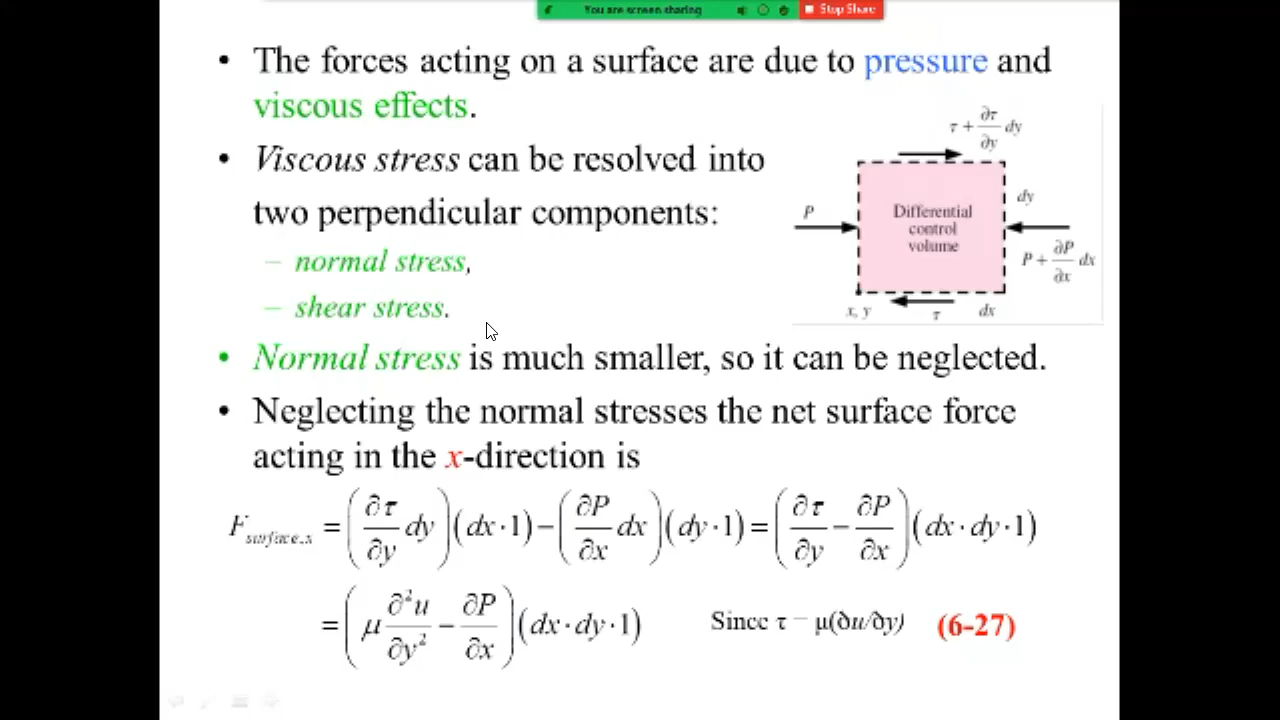 You are screen sharing Stop Share
• The forces acting on a surface are due to pressure and
viscous effects.
• Viscous stress can be resolved into
two perpendicular components:
– normal stress,
– shear stress.
τ + ∂τ/∂y dy
P
Differential
control
volume
dy
P + ∂P/∂x dx
x, y
τ
dx
• Normal stress is much smaller, so it can be neglected.
• Neglecting the normal stresses the net surface force
acting in the x-direction is
F_surface,x = (∂τ/∂y dy)(dx·1) − (∂P/∂x dx)(dy·1) = (∂τ/∂y − ∂P/∂x)(dx·dy·1)
= (μ ∂²u/∂y² − ∂P/∂x)(dx·dy·1) Since τ = μ(∂u/∂y) (6-27)